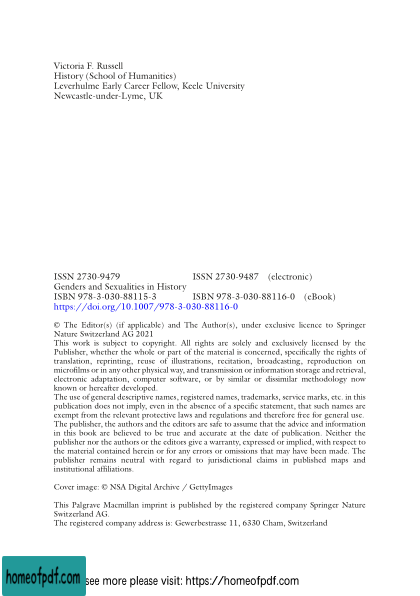 Victoria F. Russell
History (School of Humanities)
Leverhulme Early Career Fellow, Keele University
Newcastle-under-Lyme, UK
ISSN 2730-9479 ISSN 2730-9487 (electronic)
Genders and Sexualities in History
ISBN 978-3-030-88115-3 ISBN 978-3-030-88116-0 (eBook)
https://doi.org/10.1007/978-3-030-88116-0
© The Editor(s) (if applicable) and The Author(s), under exclusive licence to Springer
Nature Switzerland AG 2021
This work is subject to copyright. All rights are solely and exclusively licensed by the
Publisher, whether the whole or part of the material is concerned, specifically the rights of
translation, reprinting, reuse of illustrations, recitation, broadcasting, reproduction on
microfilms or in any other physical way, and transmission or information storage and retrieval,
electronic adaptation, computer software, or by similar or dissimilar methodology now
known or hereafter developed.
The use of general descriptive names, registered names, trademarks, service marks, etc. in this
publication does not imply, even in the absence of a specific statement, that such names are
exempt from the relevant protective laws and regulations and therefore free for general use.
The publisher, the authors and the editors are safe to assume that the advice and information
in this book are believed to be true and accurate at the date of publication. Neither the
publisher nor the authors or the editors give a warranty, expressed or implied, with respect to
the material contained herein or for any errors or omissions that may have been made. The
publisher remains neutral with regard to jurisdictional claims in published maps and
institutional affiliations.
Cover image: © NSA Digital Archive / GettyImages
This Palgrave Macmillan imprint is published by the registered company Springer Nature
Switzerland AG.
The registered company address is: Gewerbestrasse 11, 6330 Cham, Switzerland
homeofpdf.com see more please visit: https://homeofpdf.com